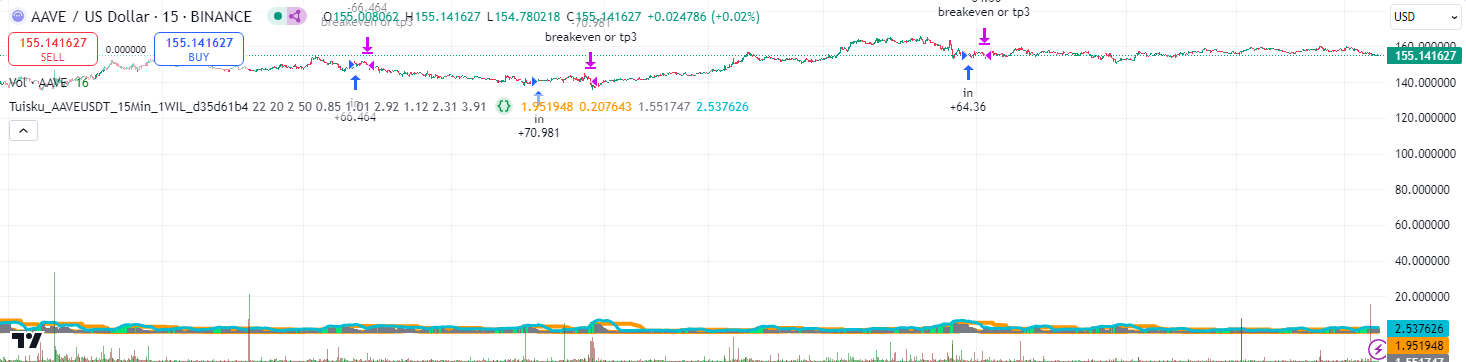 AAVE / US Dollar · 15 · BINANCE O155.008062 H155.141627 L154.780218 C155.141627 +0.024786 (+0.02%)
USD
-66.464
breakeven or tp3
-70.981
breakeven or tp3
breakeven or tp3
155.141627
SELL
0.000000
155.141627
BUY
Vol · AAVE 16
Tuisku_AAVEUSDT_15Min_1WIL_d35d61b4 22 20 2 50 0.85 1.01 2.92 1.12 2.31 3.91 1.951948 0.207643 1.551747 2.537626
in
+66.464
in
+70.981
in
+64.36
160.000000
155.141627
140.000000
120.000000
100.000000
80.000000
60.000000
40.000000
20.000000
2.537626
1.951948
1.551747